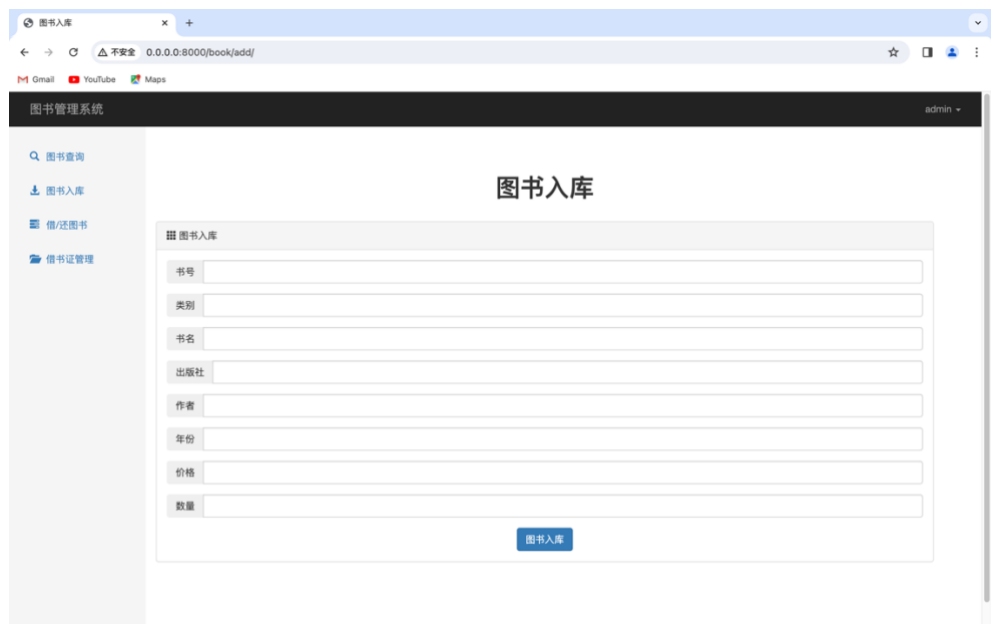 图书入库
不安全 0.0.0.0:8000/book/add/
Gmail YouTube Maps
图书管理系统 admin
图书查询
图书入库
借/还图书
借书证管理
图书入库
图书入库
书号
类别
书名
出版社
作者
年份
价格
数量
图书入库